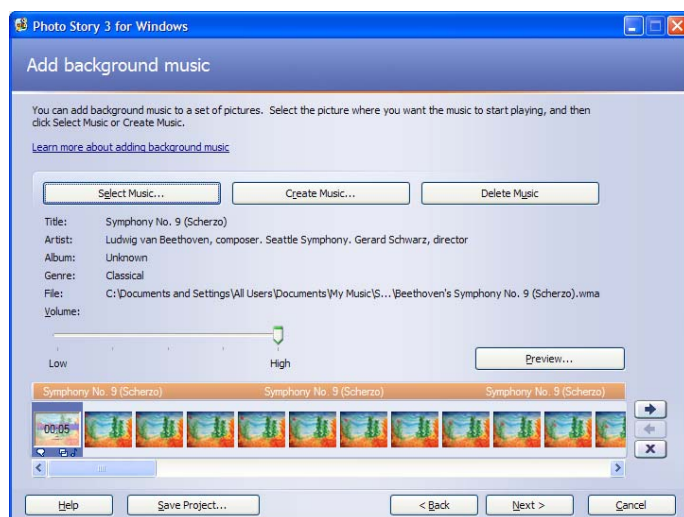 Photo Story 3 for Windows
Add background music
You can add background music to a set of pictures. Select the picture where you want the music to start playing, and then
click Select Music or Create Music.
Learn more about adding background music
Select Music... Create Music... Delete Music
Title: Symphony No. 9 (Scherzo)
Artist: Ludwig van Beethoven, composer. Seattle Symphony. Gerard Schwarz, director
Album: Unknown
Genre: Classical
File: C:\Documents and Settings\All Users\Documents\My Music\S...\Beethoven's Symphony No. 9 (Scherzo).wma
Volume:
Low High Preview...
Symphony No. 9 (Scherzo) Symphony No. 9 (Scherzo) Symphony No. 9 (Scherzo)
00:05
Help Save Project... < Back Next > Cancel